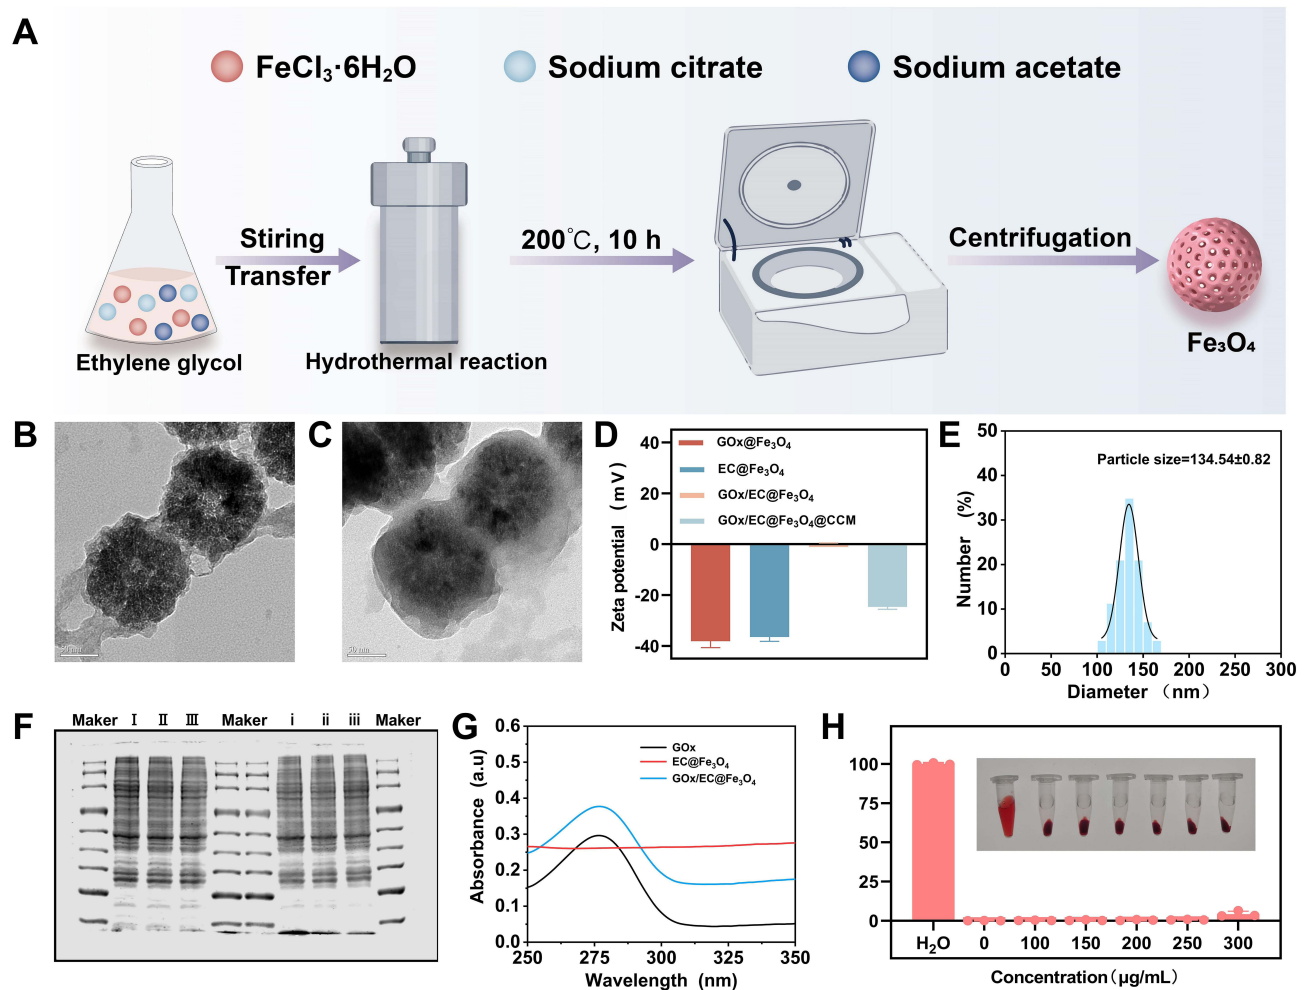 A
FeCl₃·6H₂O
Sodium citrate
Sodium acetate
Stiring
Transfer
200℃, 10 h
Centrifugation
Ethylene glycol
Hydrothermal reaction
Fe₃O₄
B
50 nm
C
50 nm
D
Zeta potential （mV）
40
20
0
-20
-40
GOx@Fe₃O₄
EC@Fe₃O₄
GOx/EC@Fe₃O₄
GOx/EC@Fe₃O₄@CCM
E
Number (%)
50
40
30
20
10
0
Particle size=134.54±0.82
0 50 100 150 200 250 300
Diameter （nm）
F
Maker I II III Maker i ii iii Maker
G
Absorbance (a.u)
0.6
0.5
0.4
0.3
0.2
0.1
0.0
GOx
EC@Fe₃O₄
GOx/EC@Fe₃O₄
250 275 300 325 350
Wavelength (nm)
H
100
75
50
25
0
H₂O 0 100 150 200 250 300
Concentration（μg/mL）